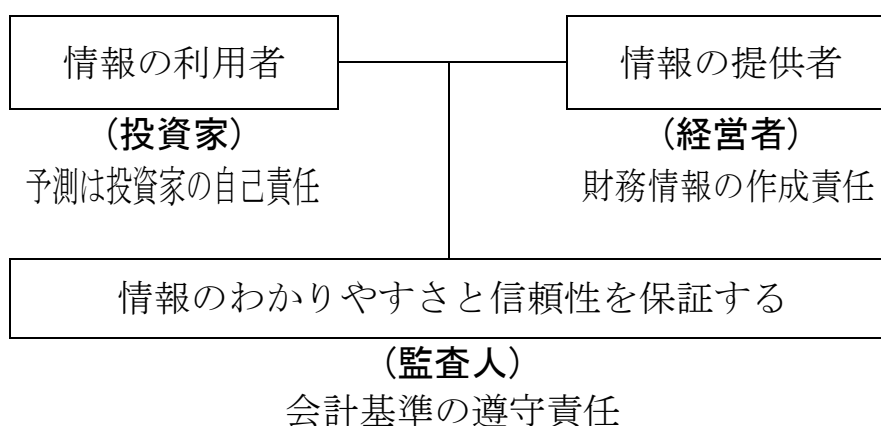 情報の利用者
情報の提供者
（投資家）
（経営者）
予測は投資家の自己責任
財務情報の作成責任
情報のわかりやすさと信頼性を保証する
（監査人）
会計基準の遵守責任